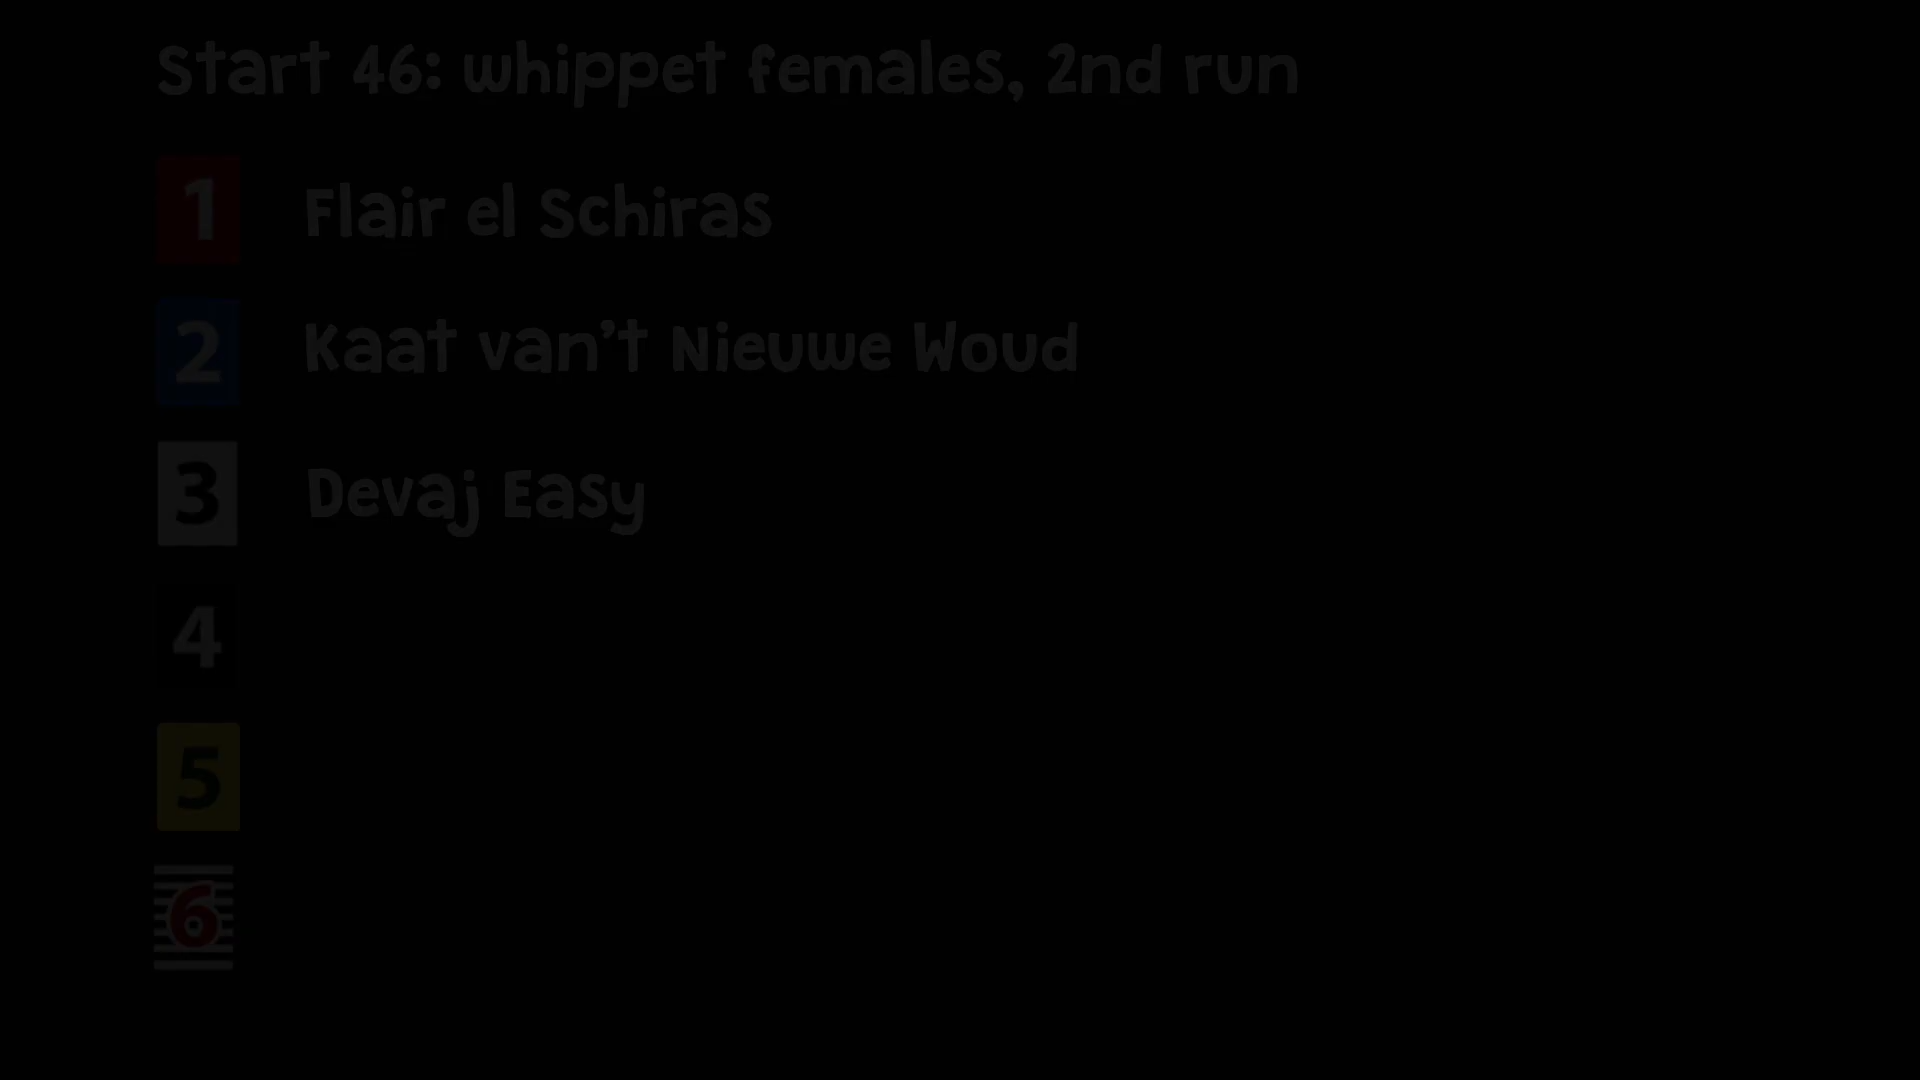 Start 46: whippet females, 2nd run
1 Flair el Schiras
2 Kaat van't Nieuwe Woud
3 Devaj Easy
4
5
6